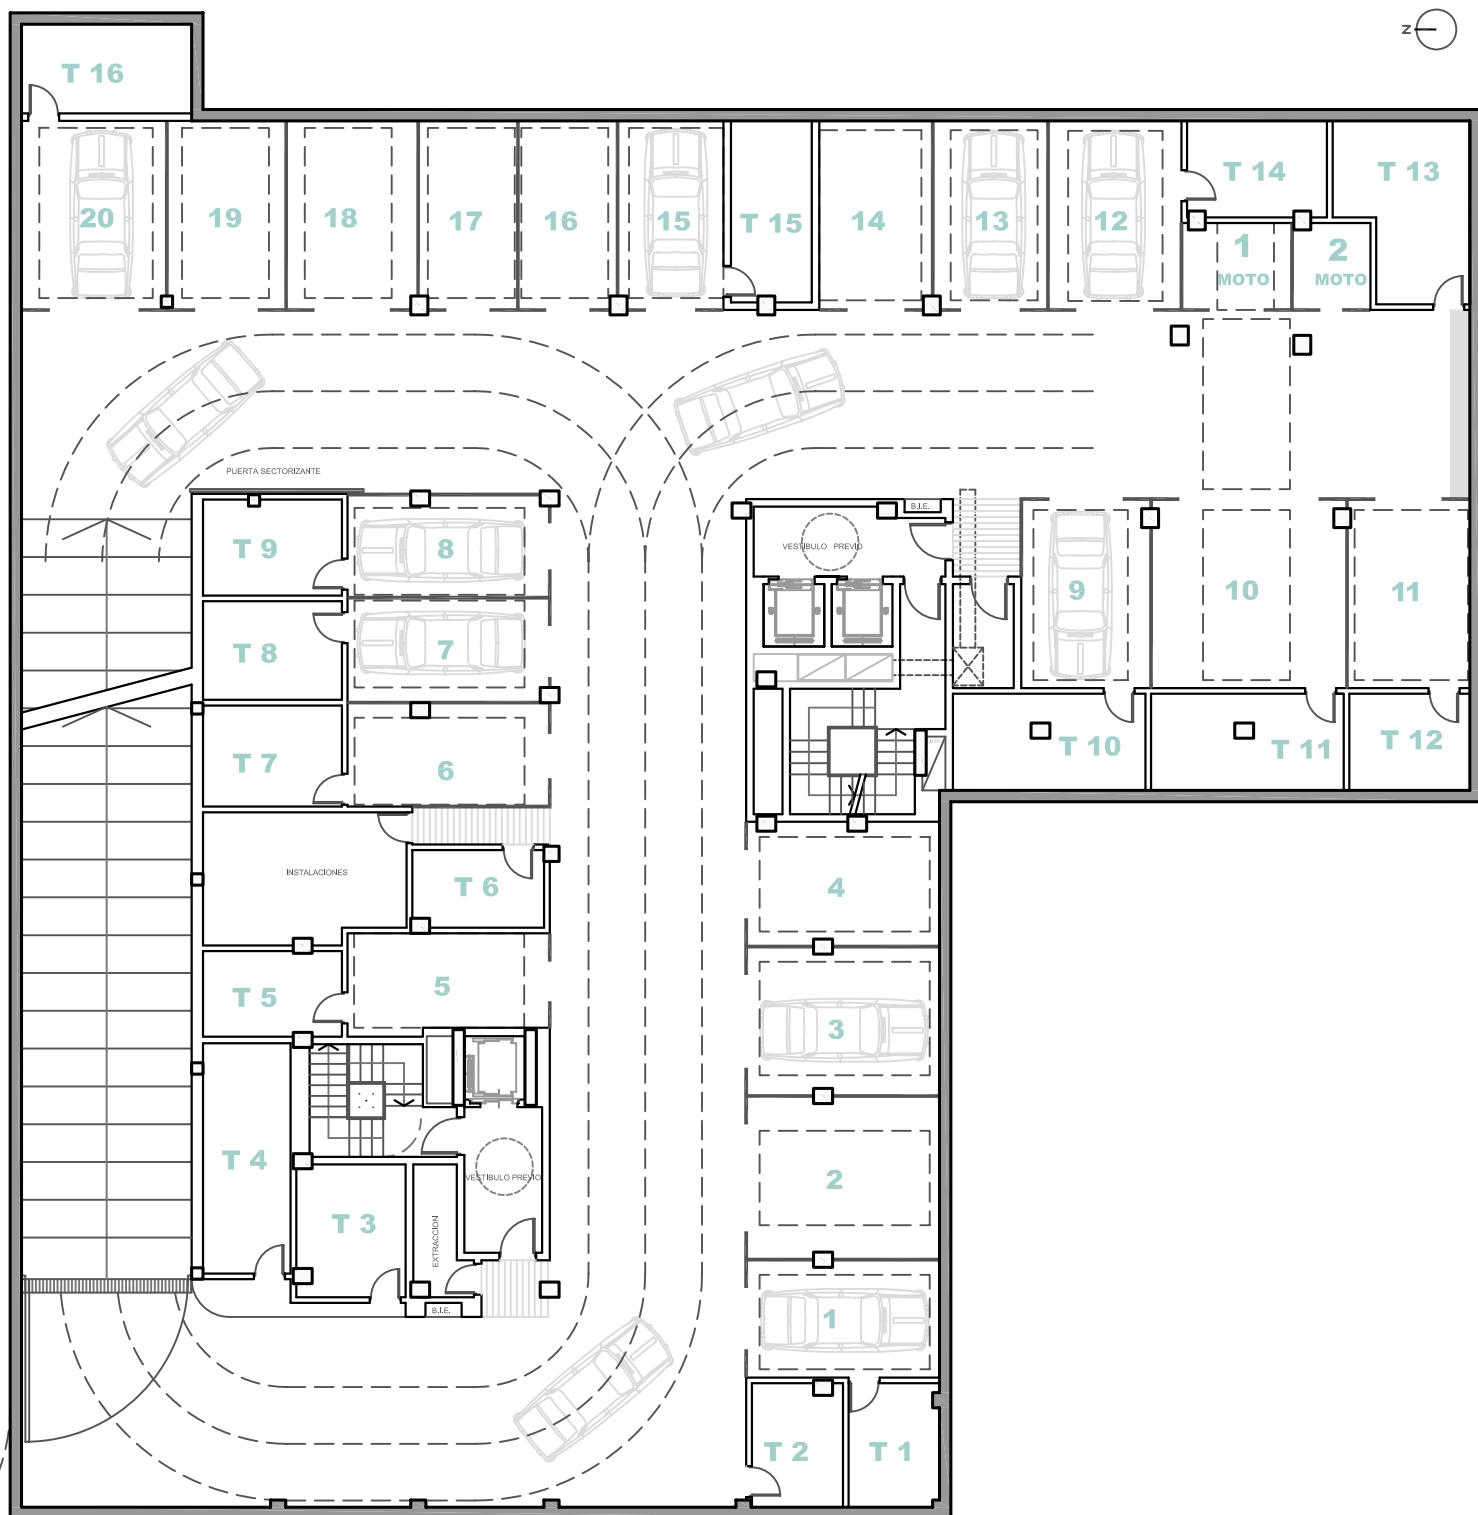 N
T 16
20
19
18
17
16
15
T 15
14
13
12
T 14
T 13
1
MOTO
2
MOTO
PUERTA SECTORIZANTE
T 9
8
B.I.E.
VESTIBULO PREVIO
9
10
11
T 8
7
T 7
6
T 10
T 11
T 12
INSTALACIONES
T 6
4
T 5
5
3
T 4
VESTIBULO PREVIO
2
T 3
EXTRACCION
B.I.E.
1
T 2
T 1